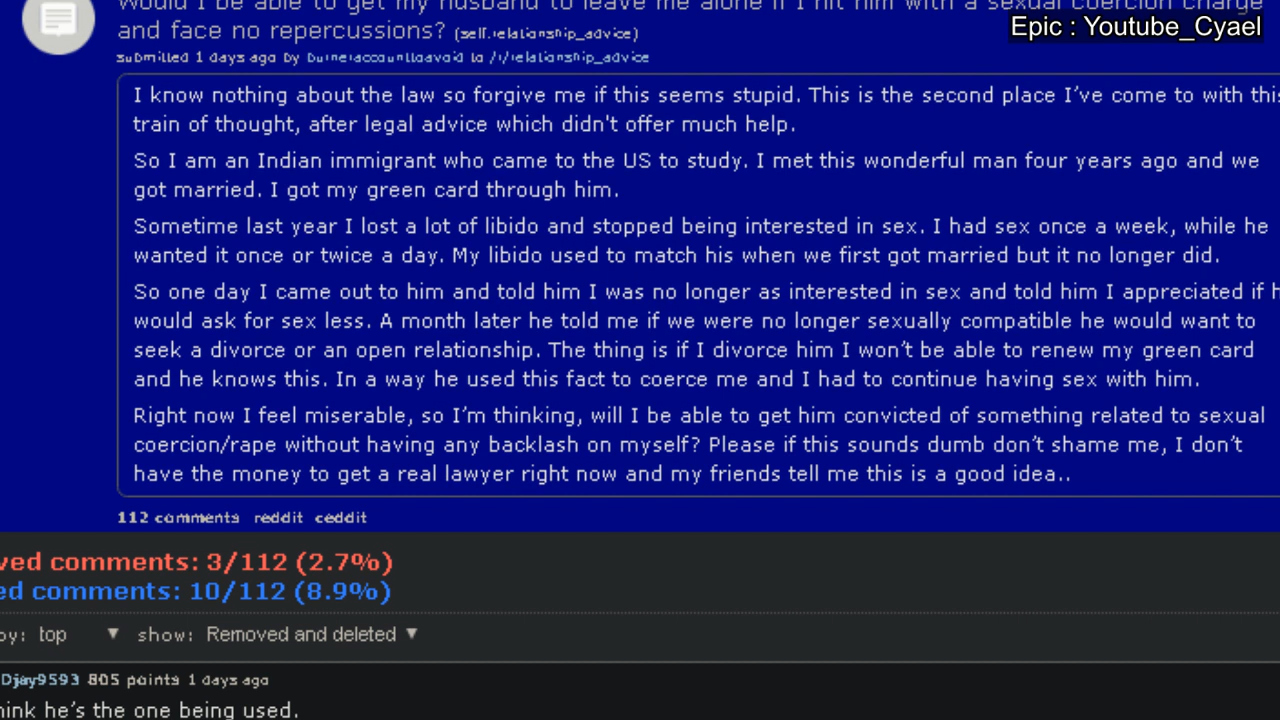 Would I be able to get my husband to leave me alone if I hit him with a sexual coercion charge
and face no repercussions? (self.relationship_advice)
Epic : Youtube_Cyael
submitted 1 days ago by burneraccounttoavoid to /r/relationship_advice
I know nothing about the law so forgive me if this seems stupid. This is the second place I've come to with this
train of thought, after legal advice which didn't offer much help.
So I am an Indian immigrant who came to the US to study. I met this wonderful man four years ago and we
got married. I got my green card through him.
Sometime last year I lost a lot of libido and stopped being interested in sex. I had sex once a week, while he
wanted it once or twice a day. My libido used to match his when we first got married but it no longer did.
So one day I came out to him and told him I was no longer as interested in sex and told him I appreciated if h
would ask for sex less. A month later he told me if we were no longer sexually compatible he would want to
seek a divorce or an open relationship. The thing is if I divorce him I won't be able to renew my green card
and he knows this. In a way he used this fact to coerce me and I had to continue having sex with him.
Right now I feel miserable, so I'm thinking, will I be able to get him convicted of something related to sexual
coercion/rape without having any backlash on myself? Please if this sounds dumb don't shame me, I don't
have the money to get a real lawyer right now and my friends tell me this is a good idea..
112 comments reddit ceddit
ved comments: 3/112 (2.7%)
ed comments: 10/112 (8.9%)
by: top ▼ show: Removed and deleted ▼
Djay9593 805 points 1 days ago
hink he's the one being used.